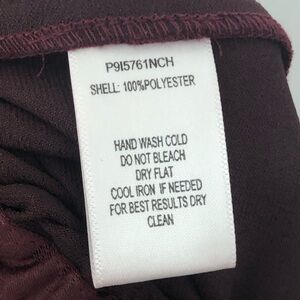 P9I5761NCH
SHELL: 100%POLYESTER
HAND WASH COLD
DO NOT BLEACH
DRY FLAT
COOL IRON IF NEEDED
FOR BEST RESULTS DRY
CLEAN